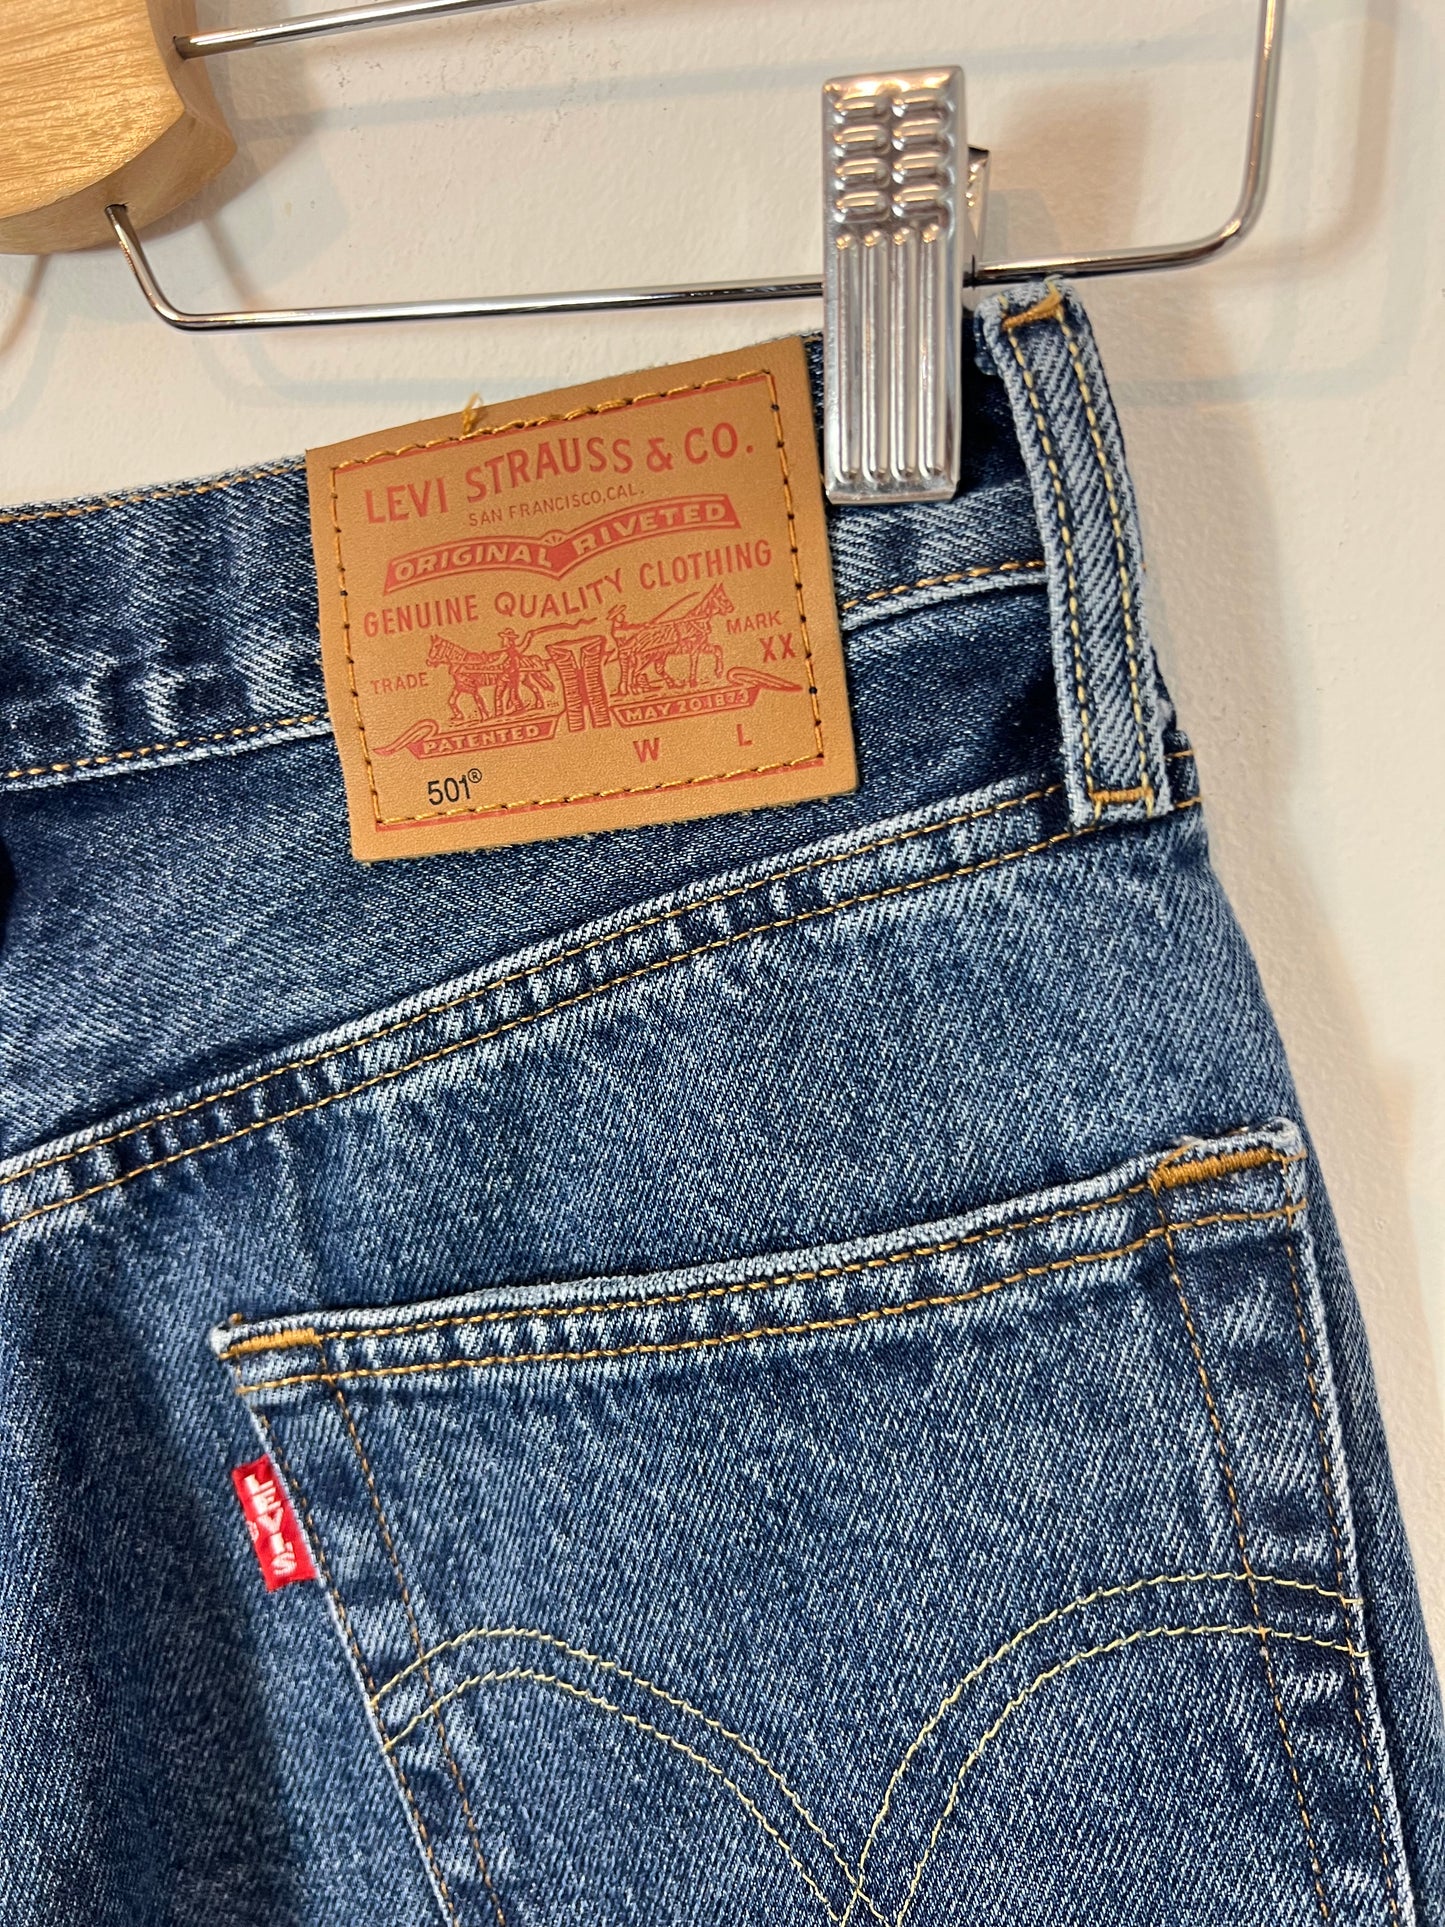 LEVI STRAUSS & CO.
SAN FRANCISCO, CAL.
ORIGINAL RIVETED
GENUINE QUALITY CLOTHING
TRADE MARK
XX
PATENTED MAY 20 1873
W L
501®
LEVI'S